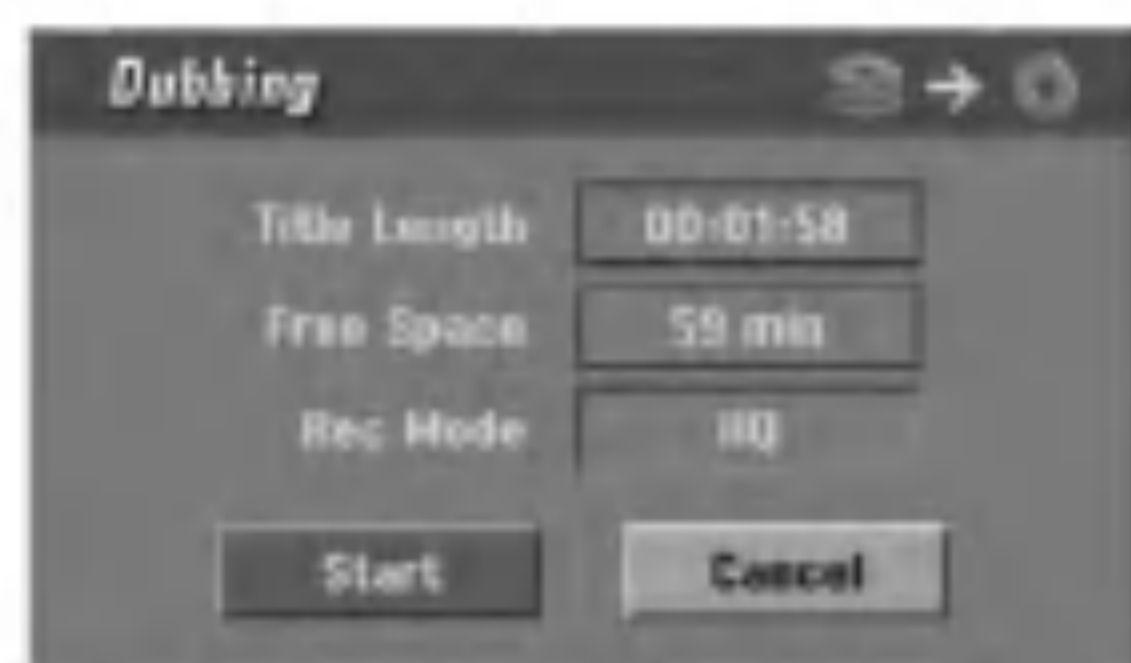 Dubbing
Title Length 00:01:58
Free Space 59 min
Rec Mode HQ
Start Cancel